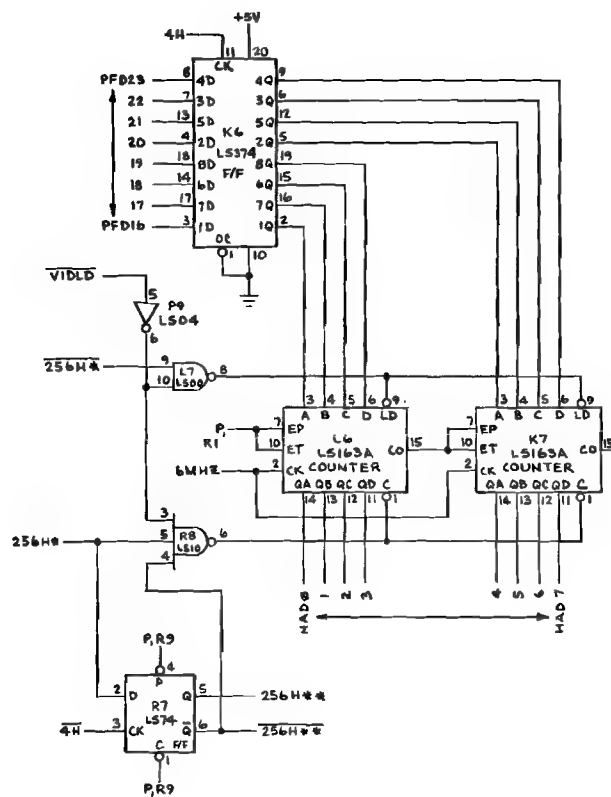 +5V
4H
11 20
CK
PFD23 8 4D 4Q 9
22 7 3D 3Q 6
21 13 5D K6 5Q 12
20 4 2D LS374 2Q 5
19 18 8D F/F 8Q 19
18 14 6D 6Q 15
17 17 7D 7Q 16
PFD16 3 1D 1Q 2
OC
1 10
VIDLD
5
P9
LS04
6
256H* 9 L7 8
10 LS00
3 4 5 6 9 3 4 5 6 9
A B C D LD A B C D LD
P, 7 EP L6 7 EP K7
R1 10 ET LS163A CO 15 10 ET LS163A CO 15
6MHZ 2 CK COUNTER 2 CK COUNTER
QA QB QC QD C QA QB QC QD C
14 13 12 11 1 14 13 12 11 1
3
256H* 5 R8 6
4 LS10
HAD0 1 2 3 4 5 6 HAD7
P,R9
4
P
2 D R7 Q 5 256H**
LS74
4H 3 CK Q 6 256H**
C F/F
1
P,R9